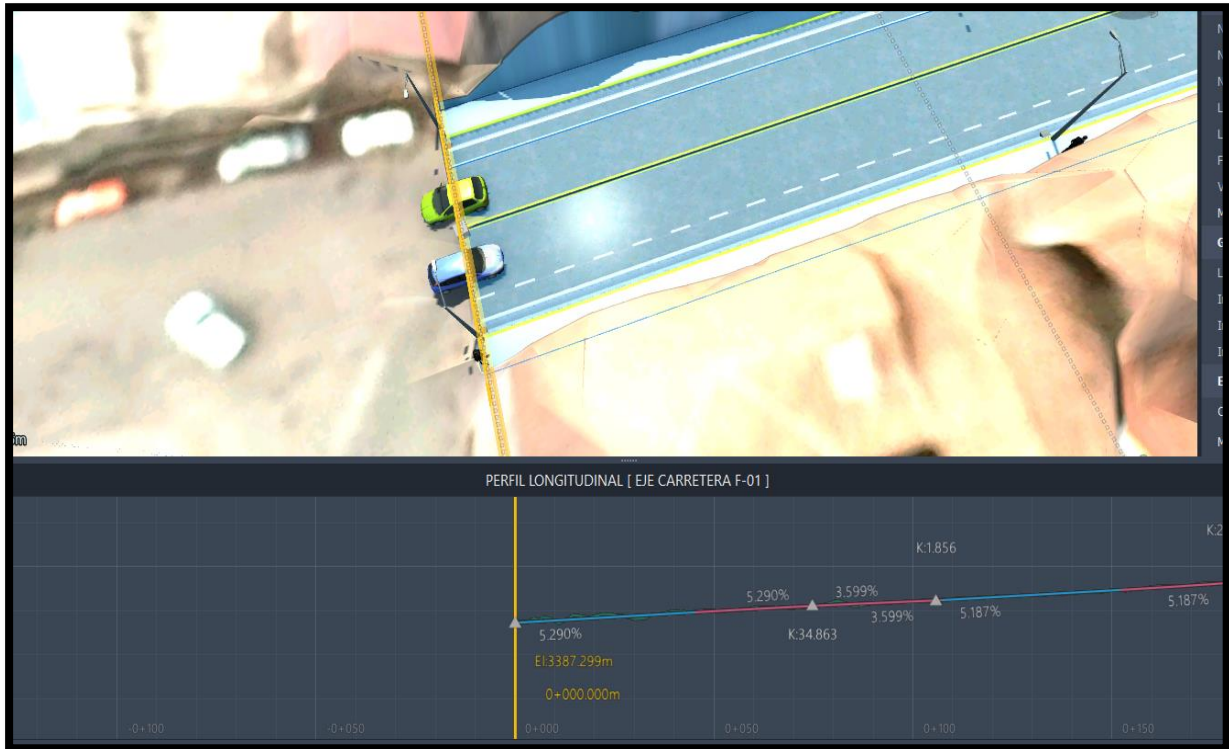 m
PERFIL LONGITUDINAL [ EJE CARRETERA F-01 ]
K:1.856
5.290%
3.599%
5.187%
5.290%
K:34.863
3.599%
5.187%
El:3387.299m
0+000.000m
-0+100
-0+050
0+000
0+050
0+100
0+150